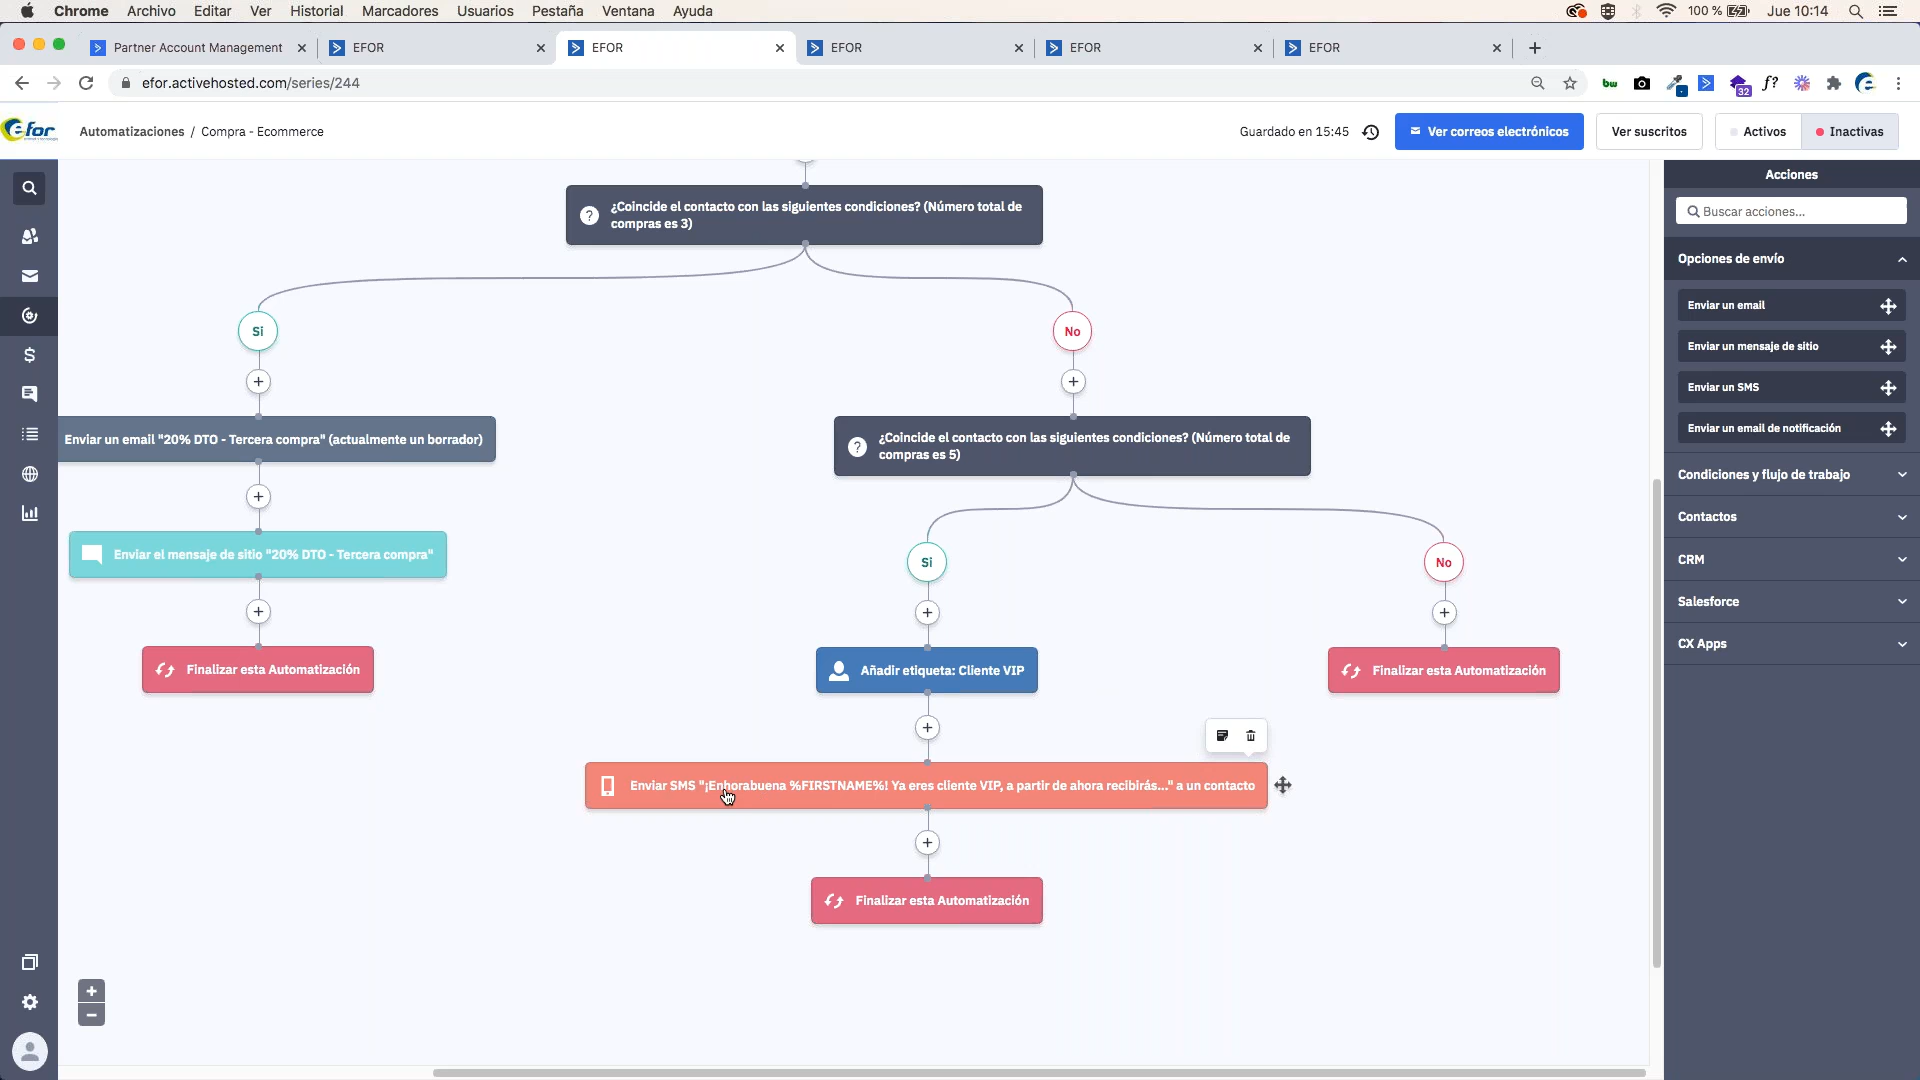 Chrome Archivo Editar Ver Historial Marcadores Usuarios Pestaña Ventana Ayuda 100 % Jue 10:14
Partner Account Management EFOR EFOR EFOR EFOR EFOR
efor.activehosted.com/series/244 bw 32 f?
efor Automatizaciones / Compra - Ecommerce Guardado en 15:45 Ver correos electrónicos Ver suscritos Activos Inactivas
Acciones
Buscar acciones...
Opciones de envío
Enviar un email
Enviar un mensaje de sitio
Enviar un SMS
Enviar un email de notificación
Condiciones y flujo de trabajo
Contactos
CRM
Salesforce
CX Apps
¿Coincide el contacto con las siguientes condiciones? (Número total de
compras es 3)
Si No
Enviar un email "20% DTO - Tercera compra" (actualmente un borrador)
¿Coincide el contacto con las siguientes condiciones? (Número total de
compras es 5)
Enviar el mensaje de sitio "20% DTO - Tercera compra"
Si No
Finalizar esta Automatización Añadir etiqueta: Cliente VIP Finalizar esta Automatización
Enviar SMS "¡Enhorabuena %FIRSTNAME%! Ya eres cliente VIP, a partir de ahora recibirás..." a un contacto
Finalizar esta Automatización